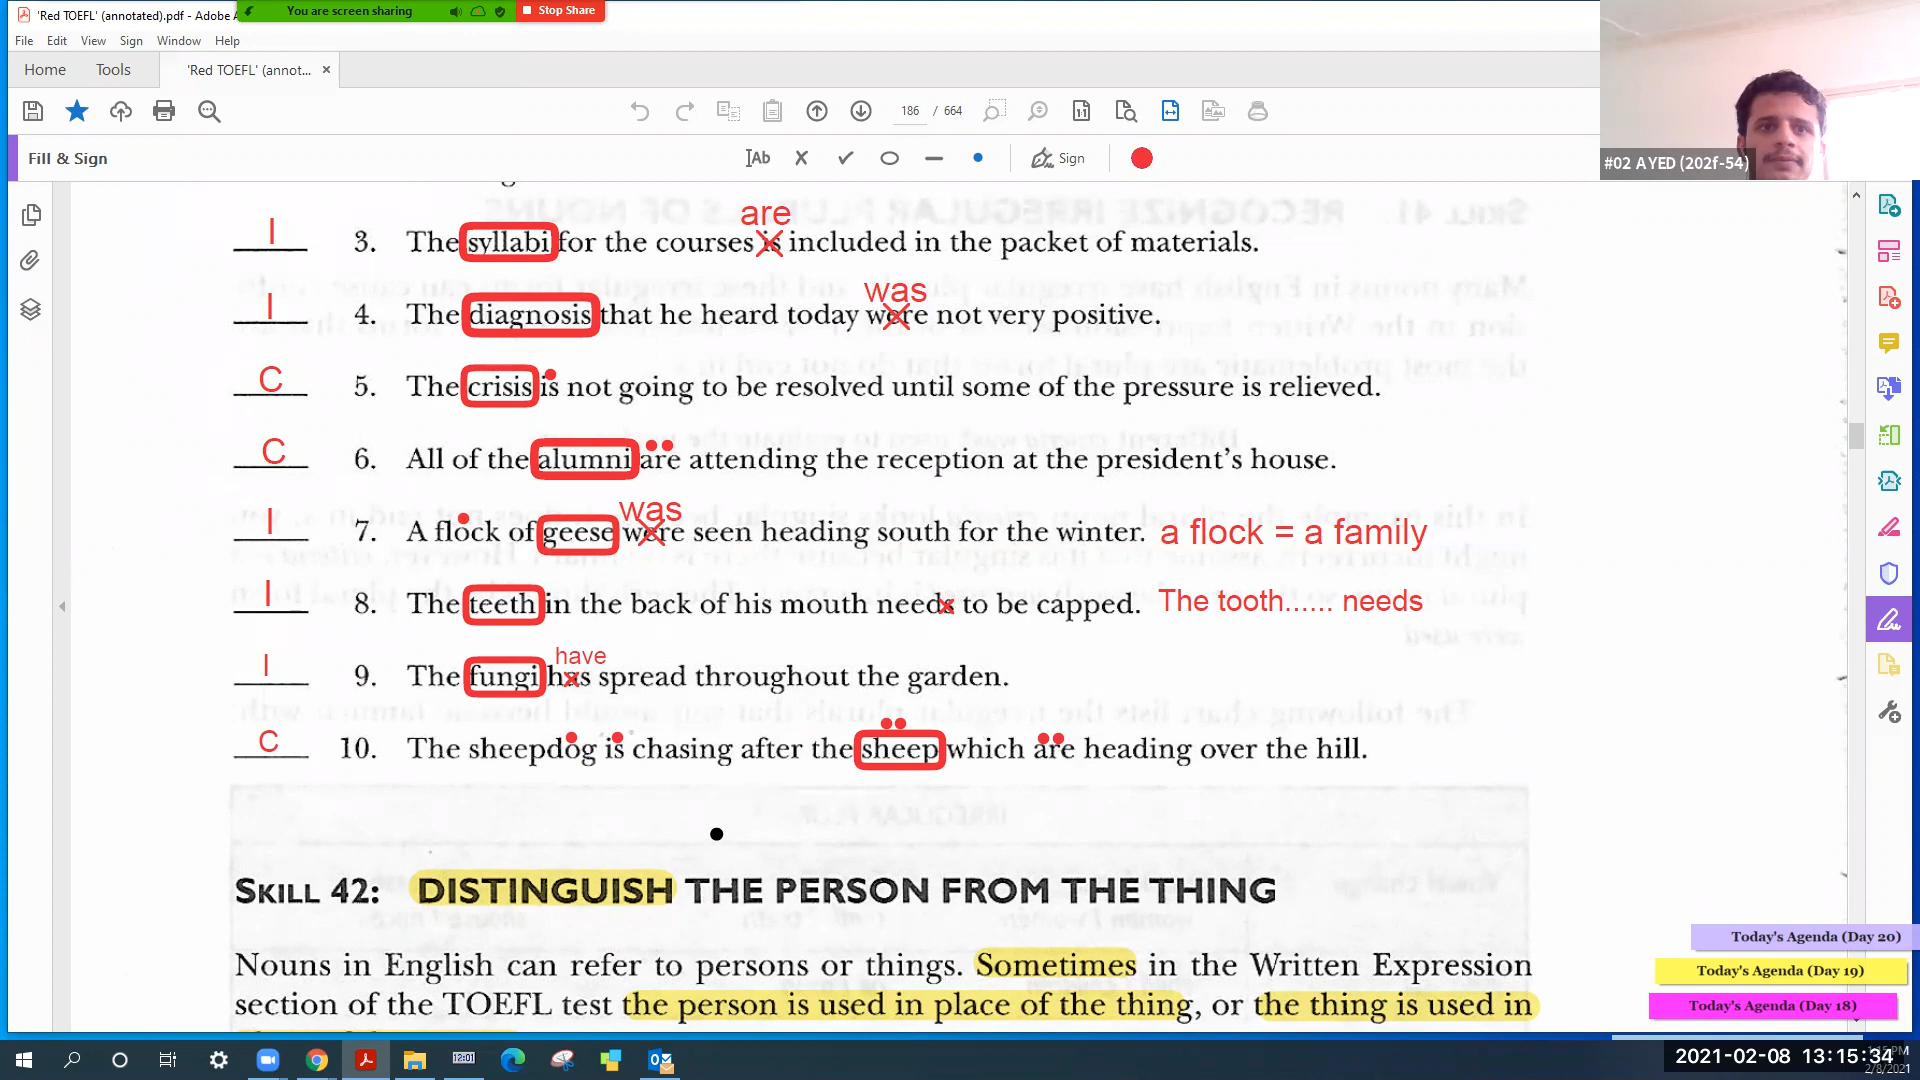 'Red TOEFL' (annotated).pdf - Adobe A
You are screen sharing
Stop Share
File Edit View Sign Window Help
Home Tools 'Red TOEFL' (annot... ×
186 / 664
Fill & Sign
Sign
#02 AYED (202f-54)
are
I 3. The syllabi for the courses is included in the packet of materials.
was
I 4. The diagnosis that he heard today were not very positive.
C 5. The crisis is not going to be resolved until some of the pressure is relieved.
C 6. All of the alumni are attending the reception at the president's house.
was
I 7. A flock of geese were seen heading south for the winter. a flock = a family
I 8. The teeth in the back of his mouth needs to be capped. The tooth...... needs
have
I 9. The fungi has spread throughout the garden.
C 10. The sheepdog is chasing after the sheep which are heading over the hill.
SKILL 42: DISTINGUISH THE PERSON FROM THE THING
Nouns in English can refer to persons or things. Sometimes in the Written Expression
section of the TOEFL test the person is used in place of the thing, or the thing is used in
Today's Agenda (Day 20)
Today's Agenda (Day 19)
Today's Agenda (Day 18)
12:01
2021-02-08 13:15:34
2/8/2021